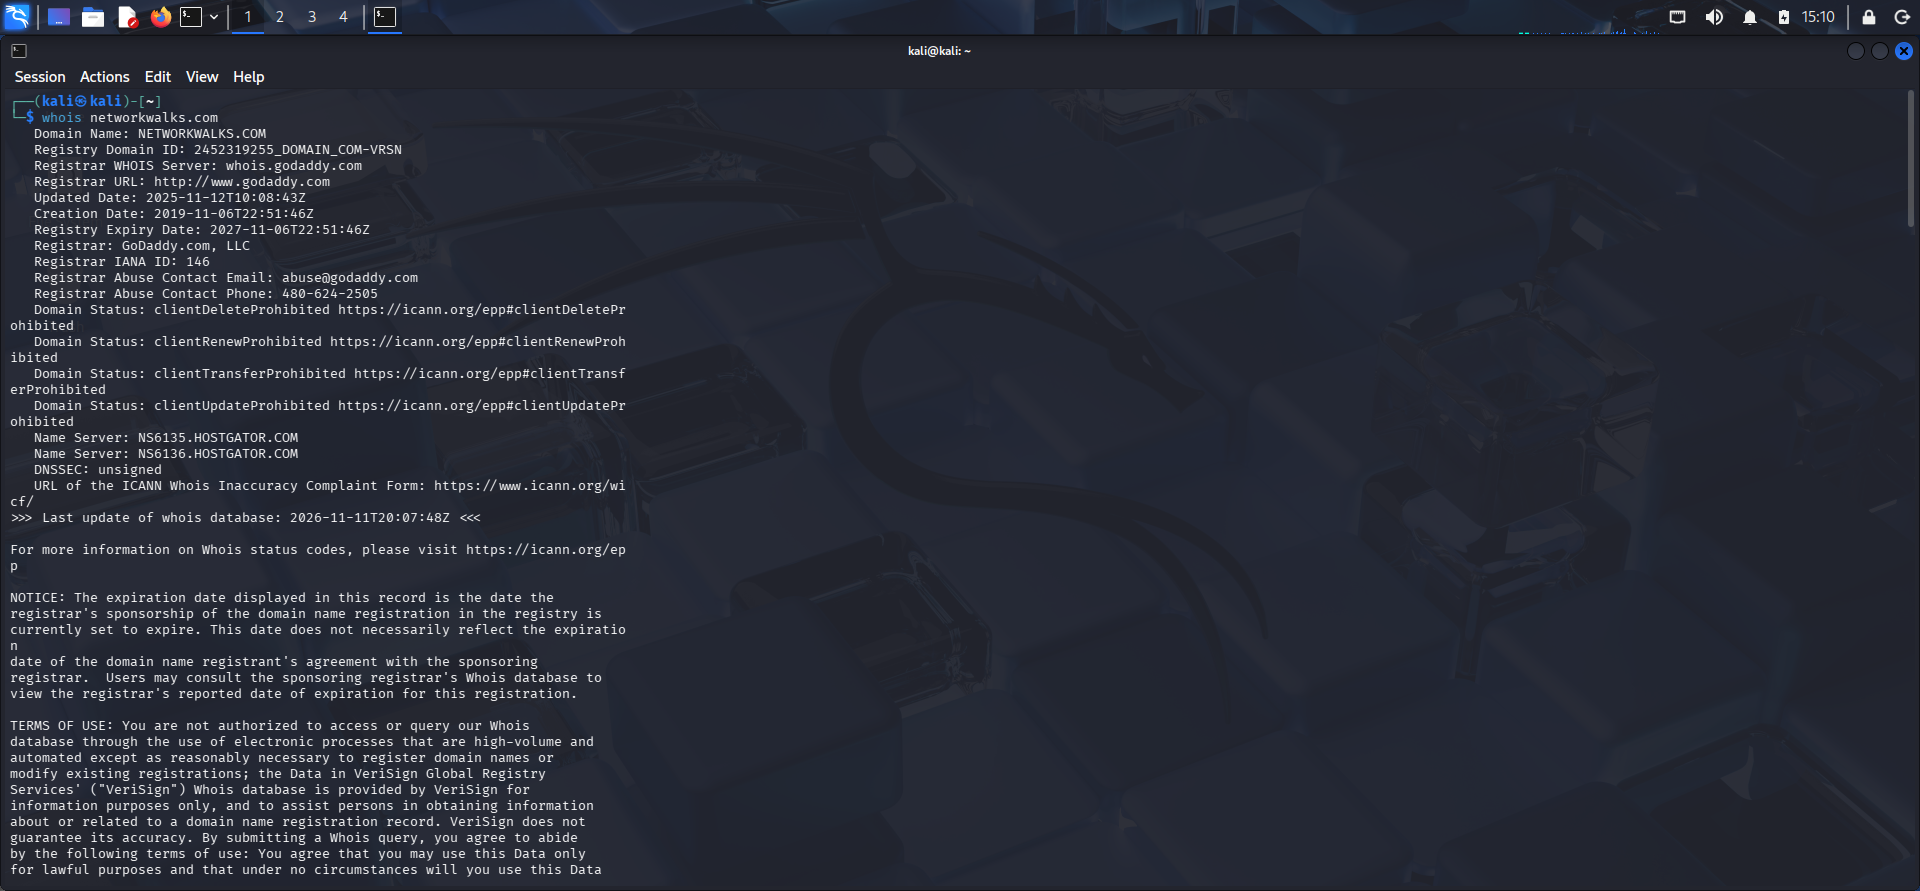 1 2 3 4 15:10
kali@kali: ~
Session Actions Edit View Help
┌──(kali㉿kali)-[~]
└─$ whois networkwalks.com
Domain Name: NETWORKWALKS.COM
Registry Domain ID: 2452319255_DOMAIN_COM-VRSN
Registrar WHOIS Server: whois.godaddy.com
Registrar URL: http://www.godaddy.com
Updated Date: 2025-11-12T10:08:43Z
Creation Date: 2019-11-06T22:51:46Z
Registry Expiry Date: 2027-11-06T22:51:46Z
Registrar: GoDaddy.com, LLC
Registrar IANA ID: 146
Registrar Abuse Contact Email: abuse@godaddy.com
Registrar Abuse Contact Phone: 480-624-2505
Domain Status: clientDeleteProhibited https://icann.org/epp#clientDeletePr
ohibited
Domain Status: clientRenewProhibited https://icann.org/epp#clientRenewProh
ibited
Domain Status: clientTransferProhibited https://icann.org/epp#clientTransf
erProhibited
Domain Status: clientUpdateProhibited https://icann.org/epp#clientUpdatePr
ohibited
Name Server: NS6135.HOSTGATOR.COM
Name Server: NS6136.HOSTGATOR.COM
DNSSEC: unsigned
URL of the ICANN Whois Inaccuracy Complaint Form: https://www.icann.org/wi
cf/
>>> Last update of whois database: 2026-11-11T20:07:48Z <<<
For more information on Whois status codes, please visit https://icann.org/ep
p
NOTICE: The expiration date displayed in this record is the date the
registrar's sponsorship of the domain name registration in the registry is
currently set to expire. This date does not necessarily reflect the expiratio
n
date of the domain name registrant's agreement with the sponsoring
registrar.  Users may consult the sponsoring registrar's Whois database to
view the registrar's reported date of expiration for this registration.
TERMS OF USE: You are not authorized to access or query our Whois
database through the use of electronic processes that are high-volume and
automated except as reasonably necessary to register domain names or
modify existing registrations; the Data in VeriSign Global Registry
Services' ("VeriSign") Whois database is provided by VeriSign for
information purposes only, and to assist persons in obtaining information
about or related to a domain name registration record. VeriSign does not
guarantee its accuracy. By submitting a Whois query, you agree to abide
by the following terms of use: You agree that you may use this Data only
for lawful purposes and that under no circumstances will you use this Data